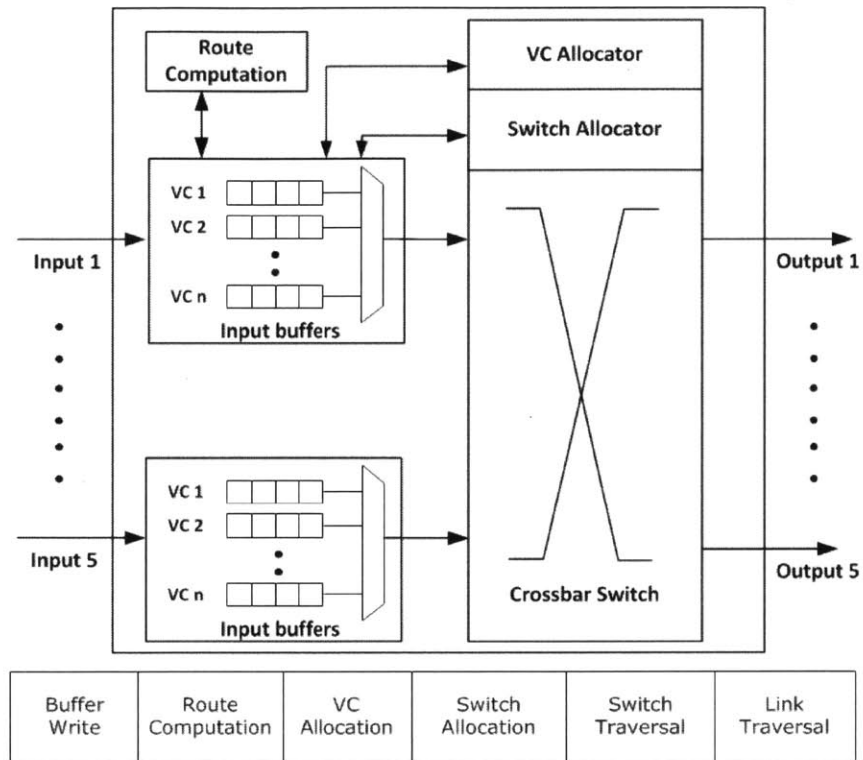 Route
Computation
VC Allocator
Switch Allocator
VC 1
VC 2
VC n
Input buffers
Input 1
Output 1
VC 1
VC 2
VC n
Input buffers
Input 5
Output 5
Crossbar Switch
Buffer
Write
Route
Computation
VC
Allocation
Switch
Allocation
Switch
Traversal
Link
Traversal